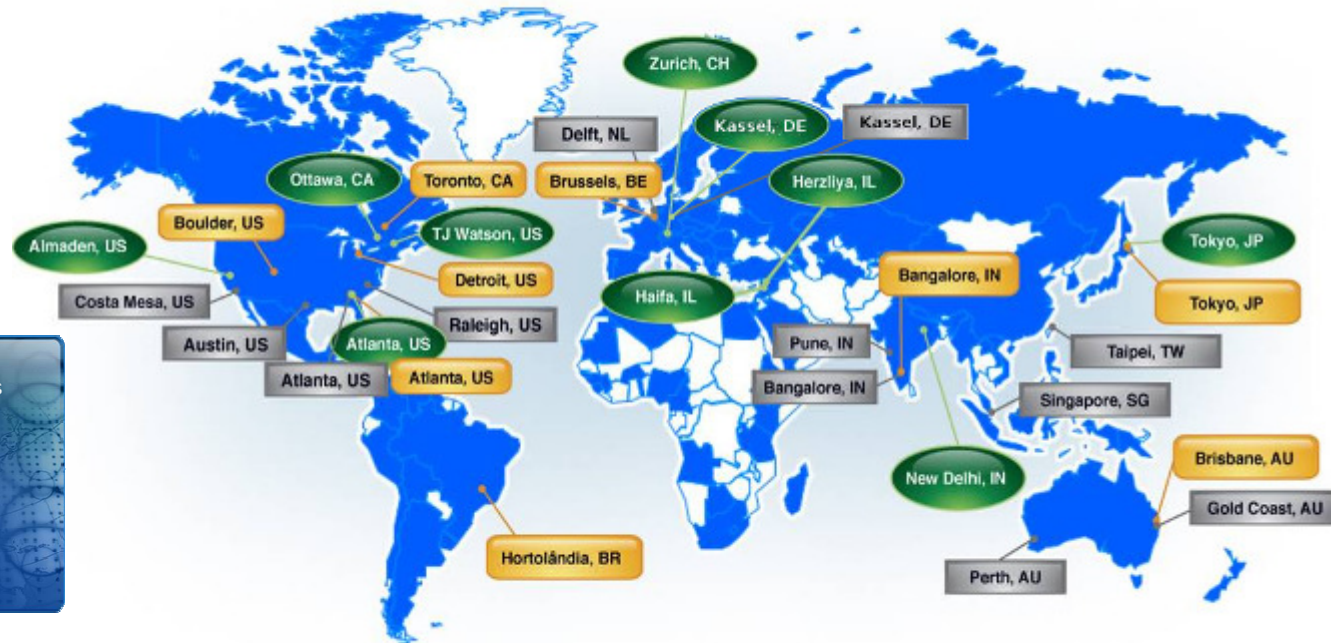 Zurich, CH
Kassel, DE
Kassel, DE
Delft, NL
Ottawa, CA
Toronto, CA
Brussels, BE
Herzliya, IL
Boulder, US
TJ Watson, US
Almaden, US
Tokyo, JP
Detroit, US
Bangalore, IN
Haifa, IL
Costa Mesa, US
Tokyo, JP
Raleigh, US
Austin, US
Atlanta, US
Pune, IN
Taipei, TW
Atlanta, US
Atlanta, US
Bangalore, IN
Singapore, SG
Brisbane, AU
New Delhi, IN
Gold Coast, AU
Hortolândia, BR
Perth, AU